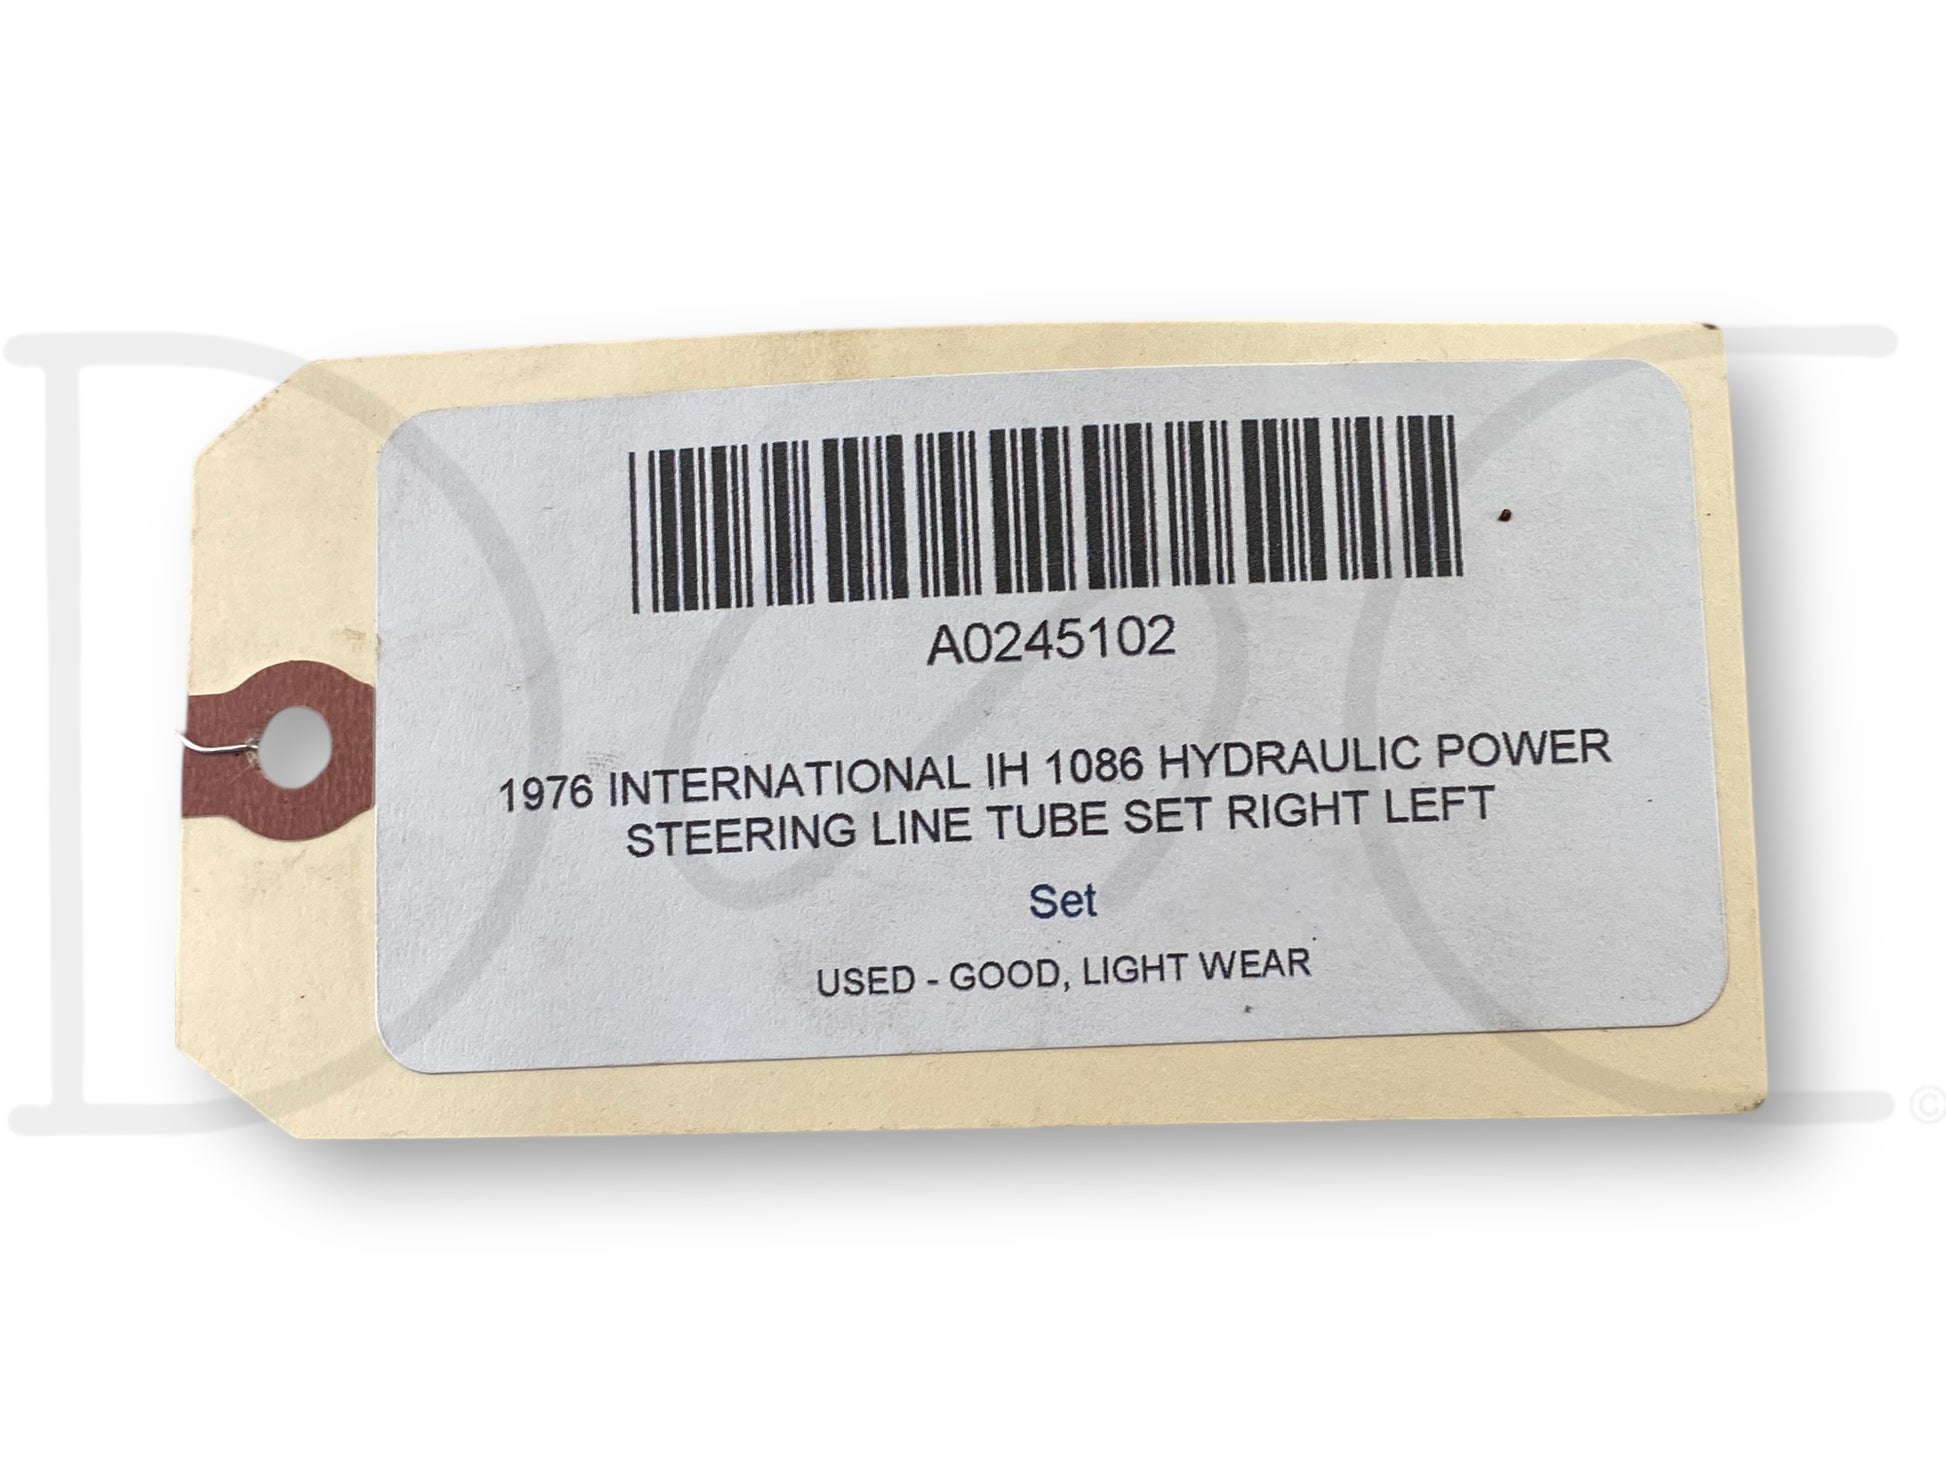 A0245102
1976 INTERNATIONAL IH 1086 HYDRAULIC POWER
STEERING LINE TUBE SET RIGHT LEFT
Set
USED - GOOD, LIGHT WEAR
©